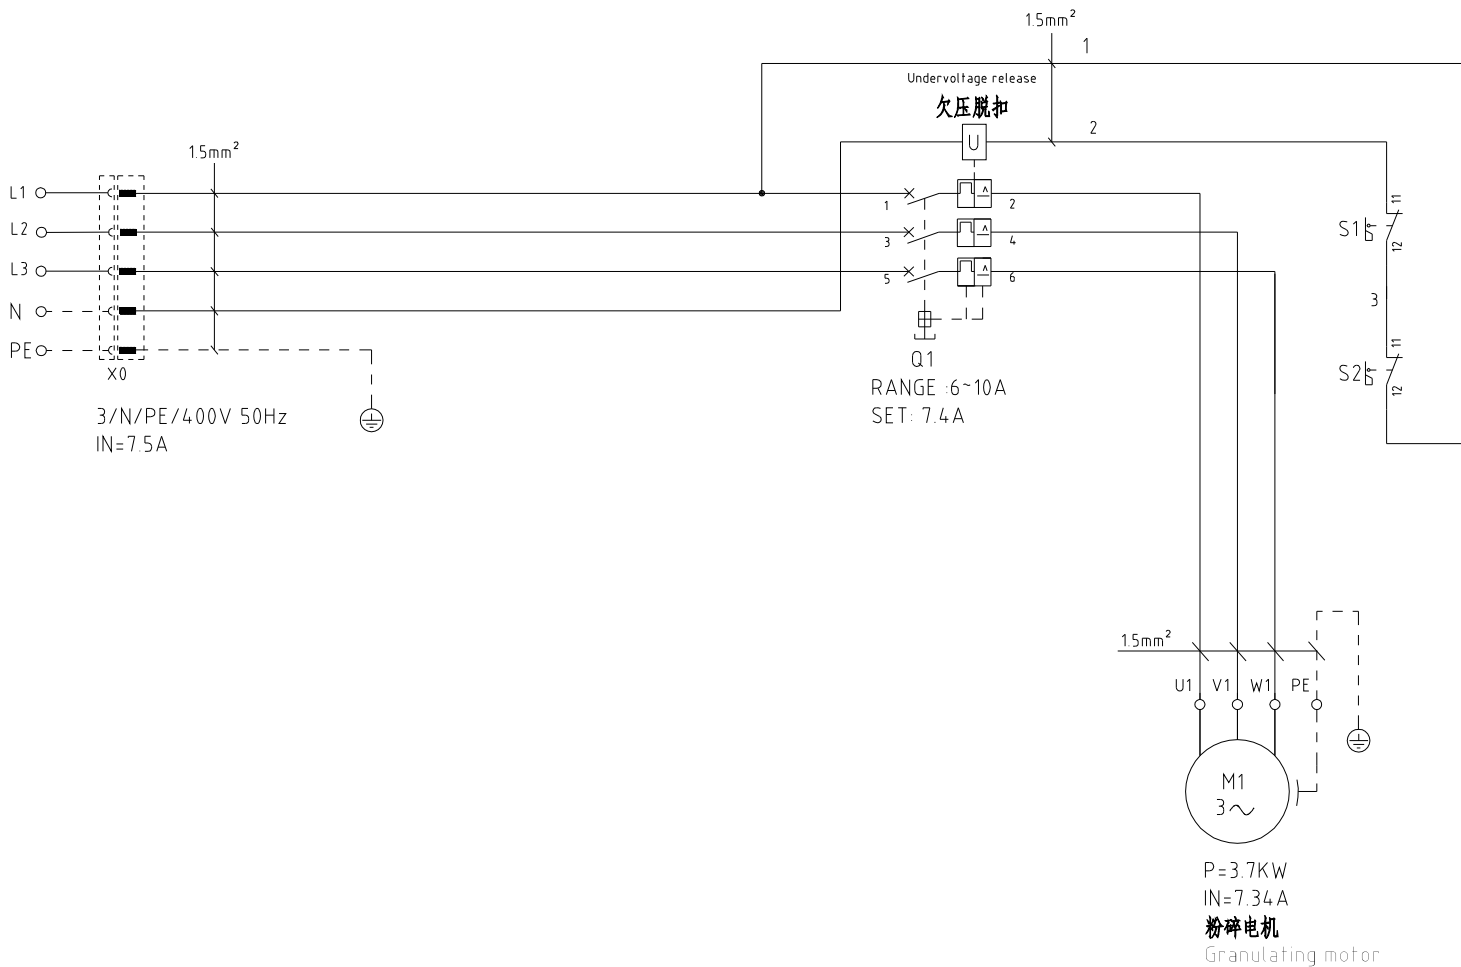 1.5mm²
1
Undervoltage release
欠压脱扣
2
U
1.5mm²
L1
1
2
L2
3
4
L3
5
6
N
PE
X0
3/N/PE/400V 50Hz
IN=7.5A
Q1
RANGE :6~10A
SET: 7.4A
11
S1
12
3
11
S2
12
1.5mm²
U1 V1 W1 PE
M1
3~
P=3.7KW
IN=7.34A
粉碎电机
Granulating motor